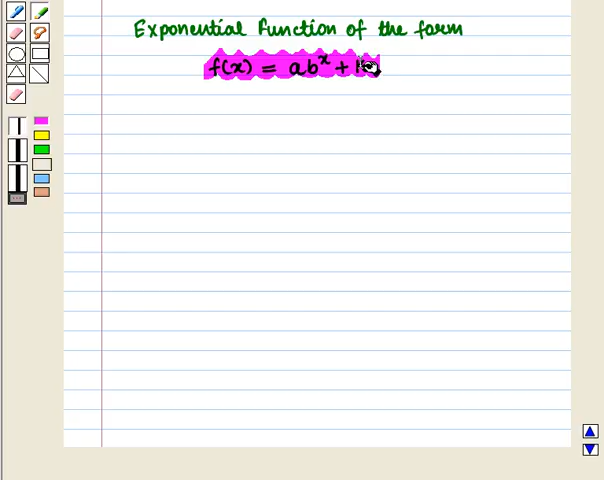 Exponential Function of the form
f(x) = ab^x +